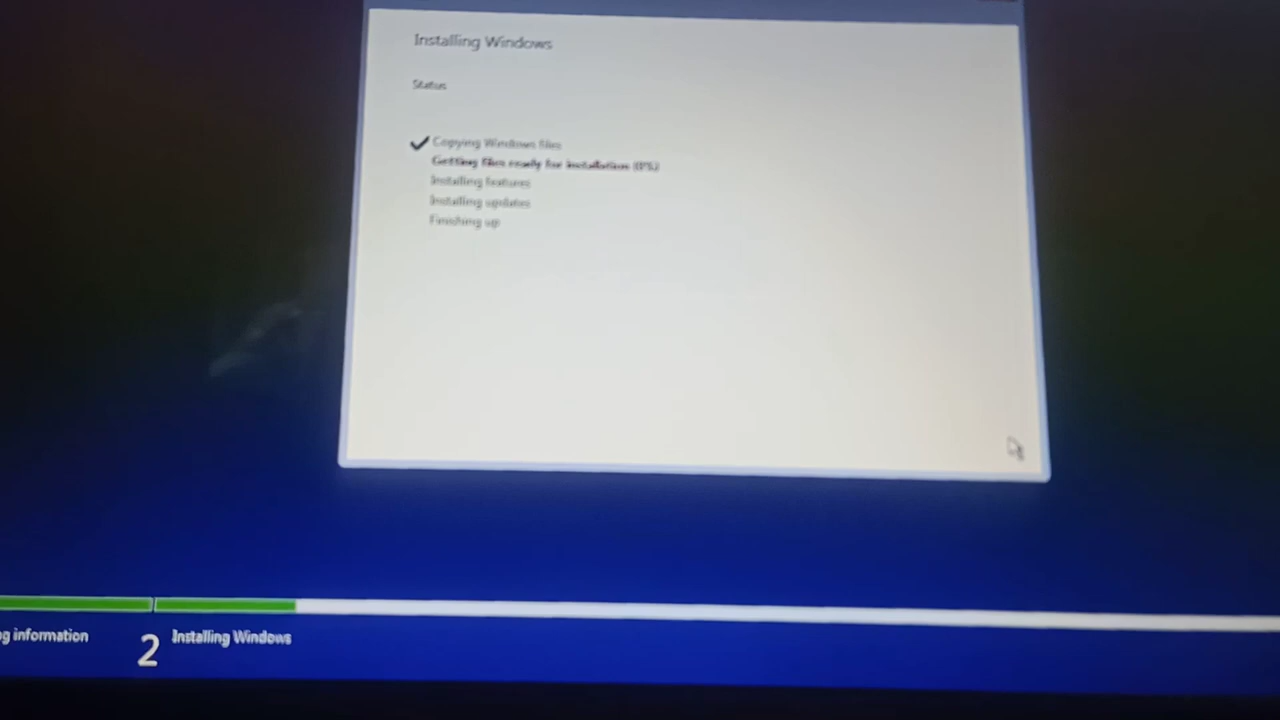 Installing Windows
Status
Copying Windows files
Getting files ready for installation (0%)
Installing features
Installing updates
Finishing up
g information
2 Installing Windows